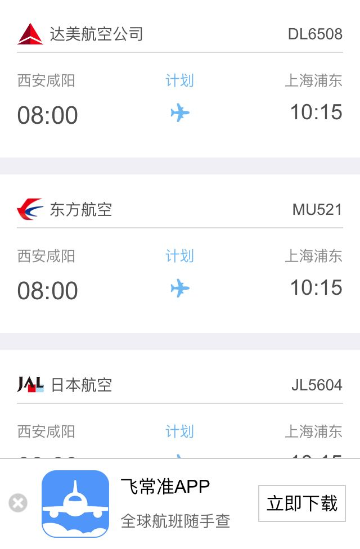 达美航空公司 DL6508
西安咸阳 计划 上海浦东
08:00 10:15
东方航空 MU521
西安咸阳 计划 上海浦东
08:00 10:15
JAL 日本航空 JL5604
西安咸阳 计划 上海浦东
飞常准APP
全球航班随手查
立即下载